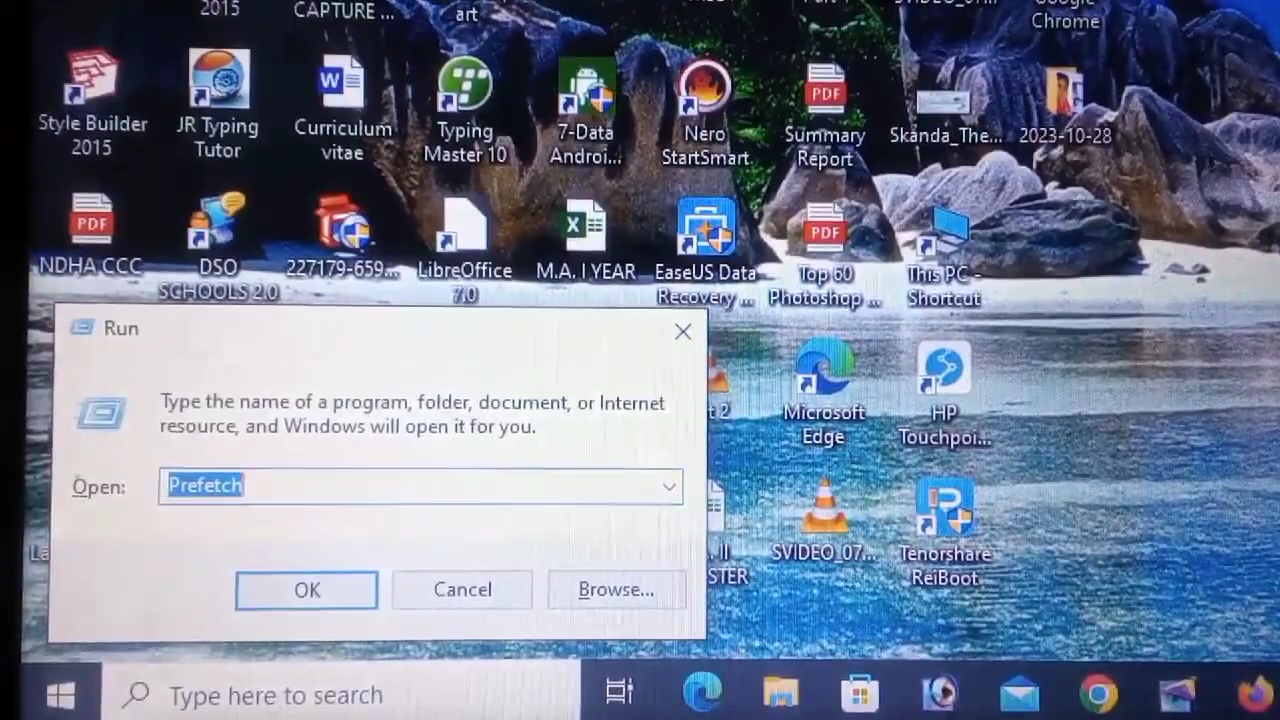 2015
CAPTURE ...
art
Chrome
Style Builder
2015
JR Typing
Tutor
Curriculum
vitae
Typing
Master 10
7-Data
Androi...
Nero
StartSmart
PDF
Summary
Report
Skanda_The...
2023-10-28
PDF
NDHA CCC
DSO
SCHOOLS 2.0
227179-659...
LibreOffice
7.0
M.A. I YEAR
EaseUS Data
Recovery ...
PDF
Top 60
Photoshop ...
This PC -
Shortcut
Run
Type the name of a program, folder, document, or Internet
resource, and Windows will open it for you.
Open:
Prefetch
OK
Cancel
Browse...
t 2
Microsoft
Edge
HP
Touchpoi...
La
. II
STER
SVIDEO_07...
Tenorshare
ReiBoot
Type here to search